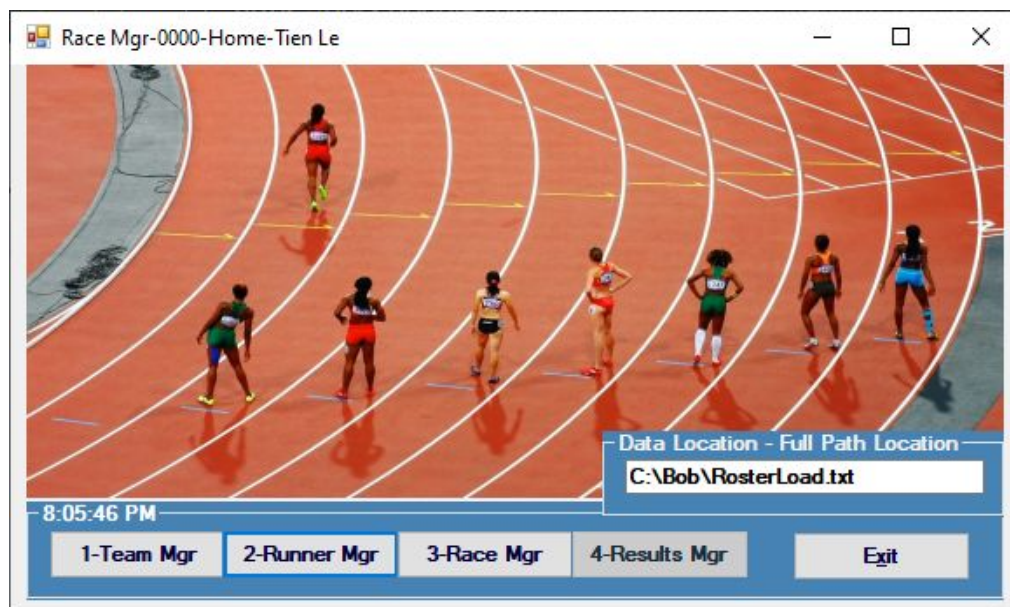 Race Mgr-0000-Home-Tien Le
Data Location - Full Path Location
C:\Bob\RosterLoad.txt
8:05:46 PM
1-Team Mgr 2-Runner Mgr 3-Race Mgr 4-Results Mgr Exit